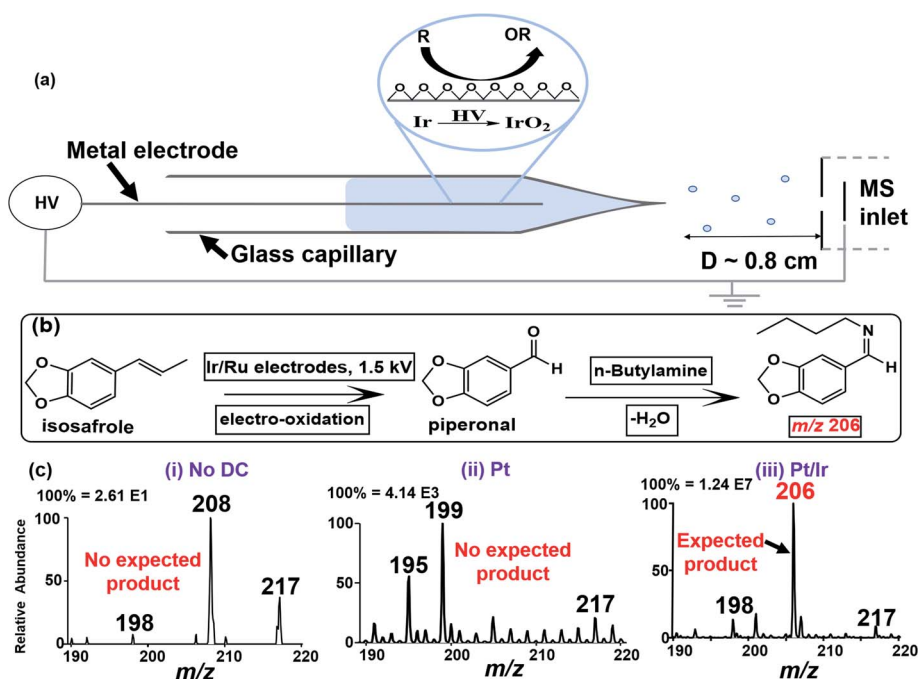 (a)
R OR
O O O O O O O O
Ir HV IrO₂
Metal electrode
HV
Glass capillary
MS
inlet
D ~ 0.8 cm
(b)
O
O
isosafrole
Ir/Ru electrodes, 1.5 kV
electro-oxidation
O
H
O
O
piperonal
n-Butylamine
-H₂O
N
H
O
O
m/z 206
(c)
(i) No DC
100% = 2.61 E1
Relative Abundance
100
50
0
208
No expected
product
198
217
190 200 210 220
m/z
(ii) Pt
100% = 4.14 E3
100
50
0
199
195
No expected
product
217
190 200 210 220
m/z
(iii) Pt/Ir
100% = 1.24 E7
100
50
0
206
Expected
product
198
217
190 200 210 220
m/z